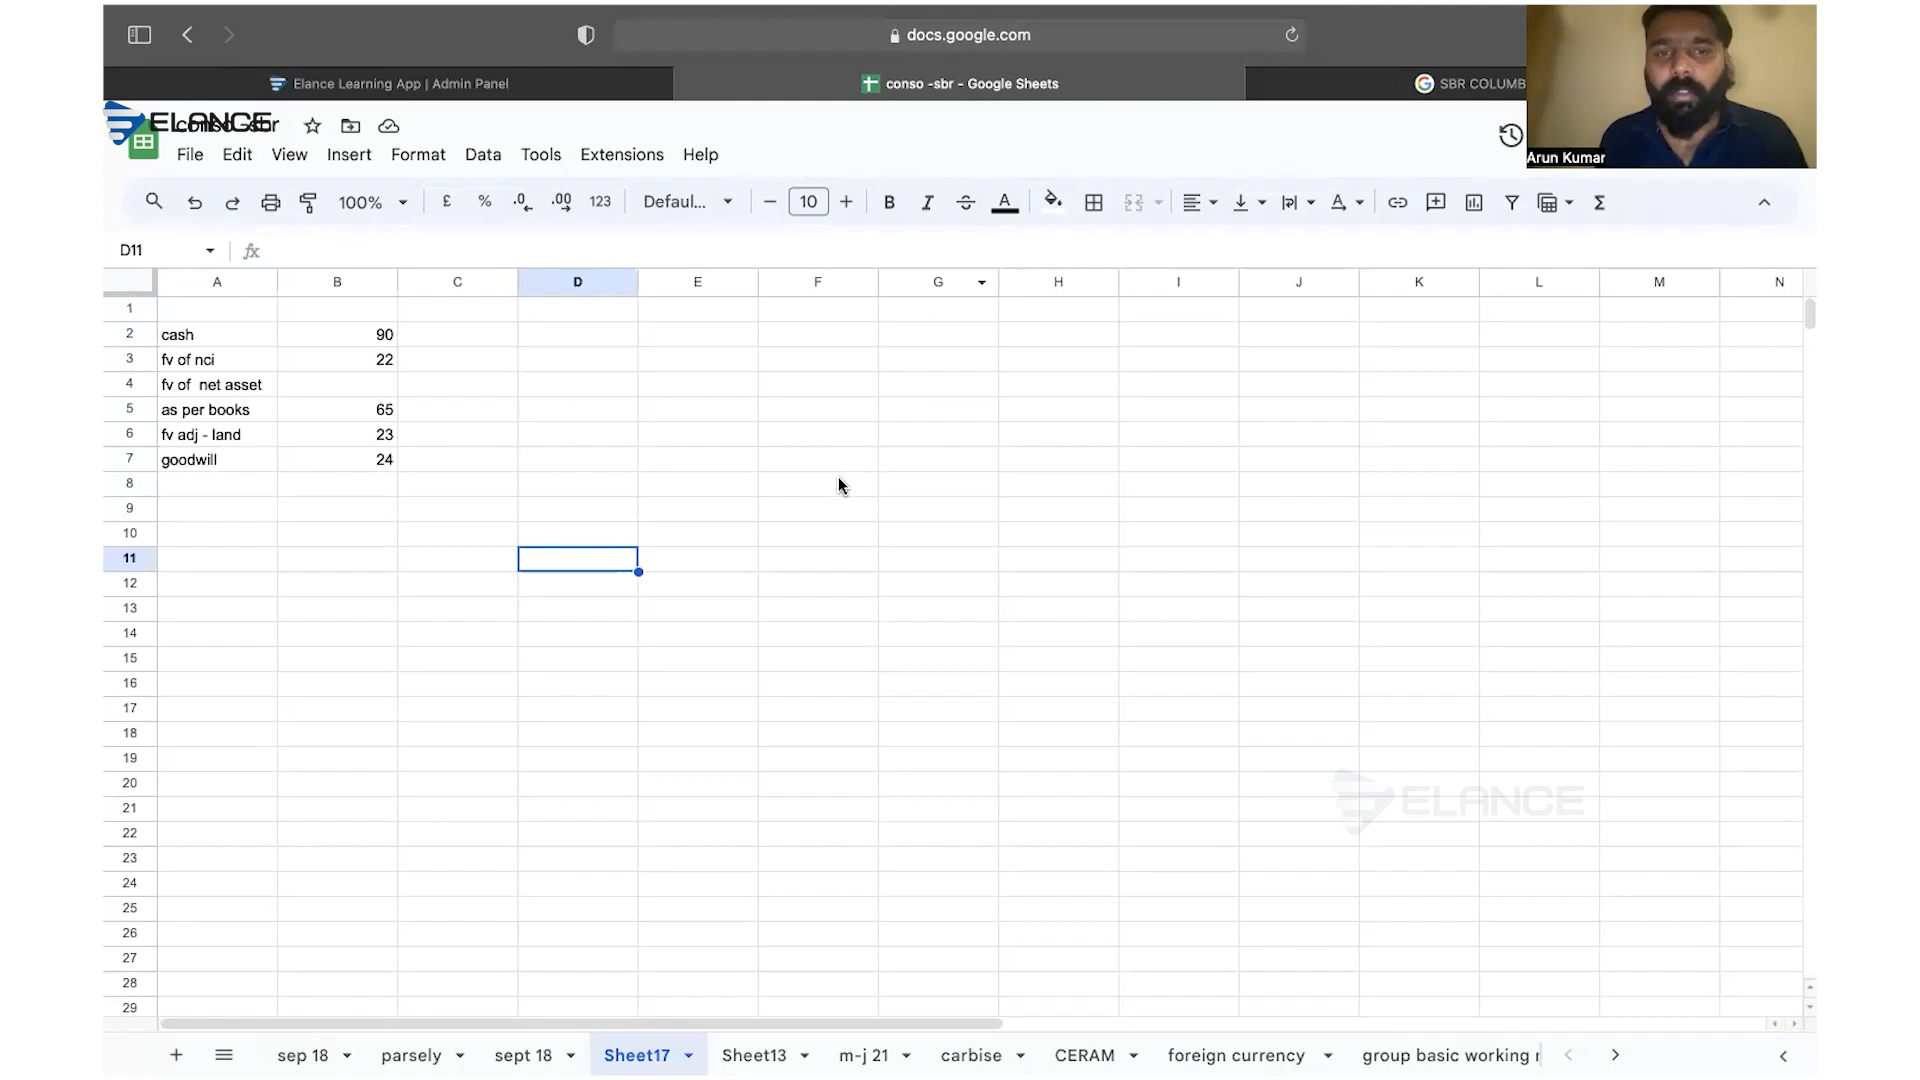 docs.google.com
Elance Learning App | Admin Panel
conso -sbr - Google Sheets
SBR COLUMB
ELANCE
conso -sbr
File Edit View Insert Format Data Tools Extensions Help
Arun Kumar
100% £ % .0 .00 123 Defaul... 10 B I S A
D11 fx
A B C D E F G H I J K L M N
1
2 cash 90
3 fv of nci 22
4 fv of net asset
5 as per books 65
6 fv adj - land 23
7 goodwill 24
8
9
10
11
12
13
14
15
16
17
18
19
20
21
ELANCE
22
23
24
25
26
27
28
29
sep 18 parsely sept 18 Sheet17 Sheet13 m-j 21 carbise CERAM foreign currency group basic working